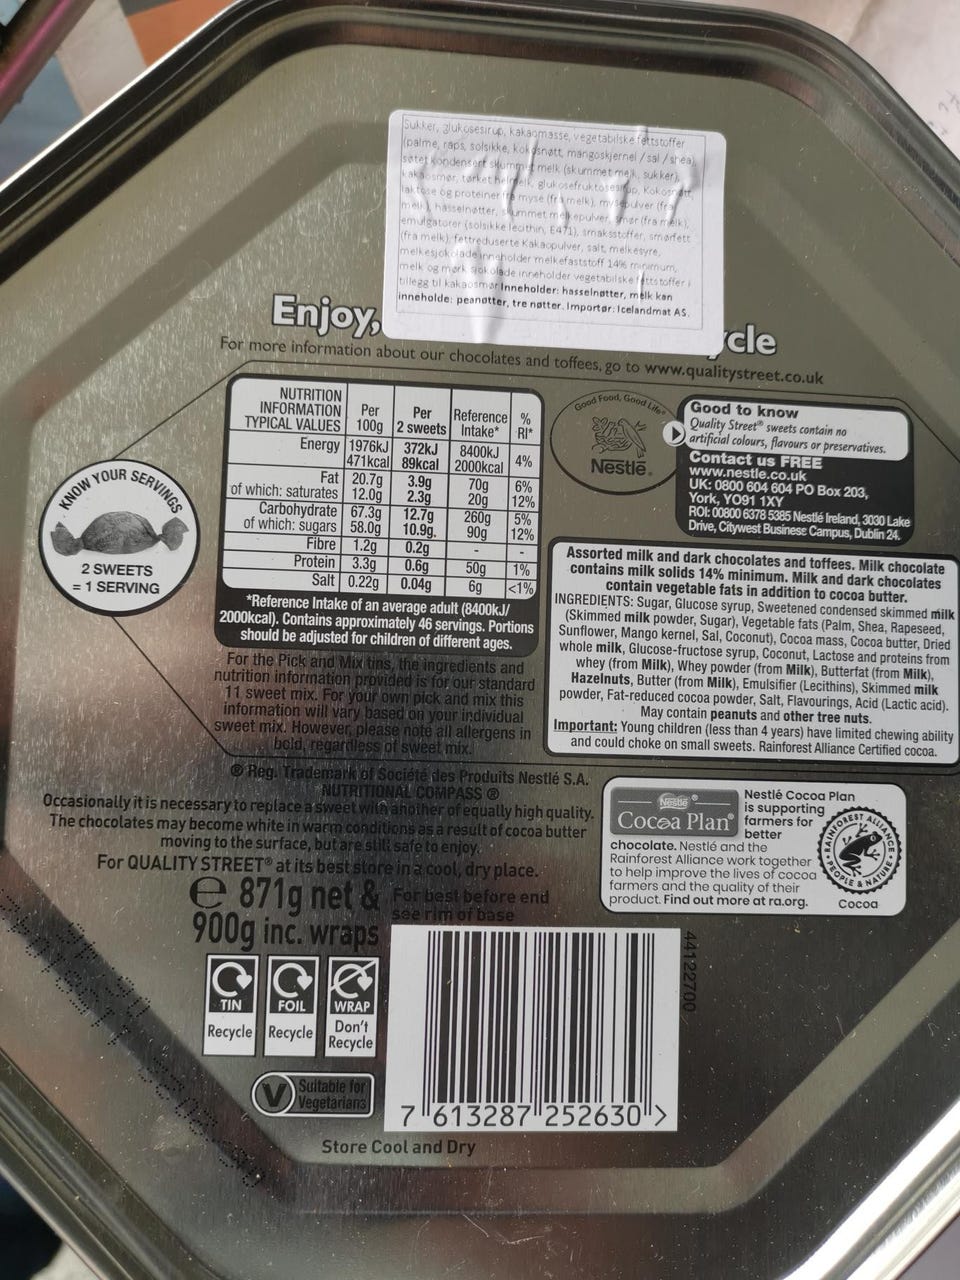 Sukker, glukosesirup, kakaomasse, vegetabilske fettstoffer
(palme, raps, solsikke, kokosnøtt, mangoskjernel / sal / shea),
søtet kondensert skummet melk (skummet melk, sukker),
kakaosmør, tørket helmelk, glukosefruktosesirup, Kokosnøtt,
laktose og proteiner fra myse (fra melk), mysepulver (fra
melk), hasselnøtter, skummet melkepulver, smør (fra melk),
emulgatorer (solsikke lecithin, E471), smaksstoffer, smørfett
(fra melk), fettreduserte Kakaopulver, salt, melkesyre,
melkesjokolade inneholder melkefaststoff 14% minimum,
melk og mørk sjokolade inneholder vegetabilske fettstoffer i
tillegg til kakaosmør Inneholder: hasselnøtter, melk kan
inneholde: peanøtter, tre nøtter. Importør: Icelandmat AS.
Enjoy, ycle
For more information about our chocolates and toffees, go to www.qualitystreet.co.uk
NUTRITION INFORMATION TYPICAL VALUES Per 100g Per 2 sweets Reference Intake* % RI*
Energy 1976kJ 372kJ 8400kJ
471kcal 89kcal 2000kcal 4%
Fat 20.7g 3.9g 70g 6%
of which: saturates 12.0g 2.3g 20g 12%
Carbohydrate 67.3g 12.7g 260g 5%
of which: sugars 58.0g 10.9g. 90g 12%
Fibre 1.2g 0.2g - -
Protein 3.3g 0.6g 50g 1%
Salt 0.22g 0.04g 6g <1%
*Reference Intake of an average adult (8400kJ/
2000kcal). Contains approximately 46 servings. Portions
should be adjusted for children of different ages.
KNOW YOUR SERVINGS
2 SWEETS
= 1 SERVING
Good Food, Good Life®
Nestlé®
Good to know
Quality Street® sweets contain no
artificial colours, flavours or preservatives.
Contact us FREE
www.nestle.co.uk
UK: 0800 604 604 PO Box 203,
York, YO91 1XY
ROI: 00800 6378 5385 Nestlé Ireland, 3030 Lake
Drive, Citywest Business Campus, Dublin 24.
Assorted milk and dark chocolates and toffees. Milk chocolate
contains milk solids 14% minimum. Milk and dark chocolates
contain vegetable fats in addition to cocoa butter.
INGREDIENTS: Sugar, Glucose syrup, Sweetened condensed skimmed milk
(Skimmed milk powder, Sugar), Vegetable fats (Palm, Shea, Rapeseed,
Sunflower, Mango kernel, Sal, Coconut), Cocoa mass, Cocoa butter, Dried
whole milk, Glucose-fructose syrup, Coconut, Lactose and proteins from
whey (from Milk), Whey powder (from Milk), Butterfat (from Milk),
Hazelnuts, Butter (from Milk), Emulsifier (Lecithins), Skimmed milk
powder, Fat-reduced cocoa powder, Salt, Flavourings, Acid (Lactic acid).
May contain peanuts and other tree nuts.
Important: Young children (less than 4 years) have limited chewing ability
and could choke on small sweets. Rainforest Alliance Certified cocoa.
For the Pick and Mix tins, the ingredients and
nutrition information provided is for our standard
11 sweet mix. For your own pick and mix this
information will vary based on your individual
sweet mix. However, please note all allergens in
bold, regardless of sweet mix.
® Reg. Trademark of Société des Produits Nestlé S.A.
NUTRITIONAL COMPASS ®
Occasionally it is necessary to replace a sweet with another of equally high quality.
The chocolates may become white in warm conditions as a result of cocoa butter
moving to the surface, but are still safe to enjoy.
For QUALITY STREET® at its best store in a cool, dry place.
Nestlé®
Cocoa Plan®
Nestlé Cocoa Plan
is supporting
farmers for
better
chocolate. Nestlé and the
Rainforest Alliance work together
to help improve the lives of cocoa
farmers and the quality of their
product. Find out more at ra.org.
RAINFOREST ALLIANCE
PEOPLE & NATURE
Cocoa
e 871g net &
900g inc. wraps
For best before end
see rim of base
TIN
Recycle
FOIL
Recycle
WRAP
Don't
Recycle
V Suitable for
Vegetarians
44122700
7 613287 252630 >
Store Cool and Dry